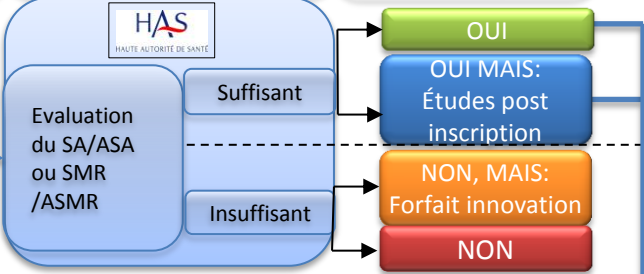 HAS
HAUTE AUTORITÉ DE SANTÉ
Evaluation
du SA/ASA
ou SMR
/ASMR
Suffisant
Insuffisant
OUI
OUI MAIS:
Études post
inscription
NON, MAIS:
Forfait innovation
NON